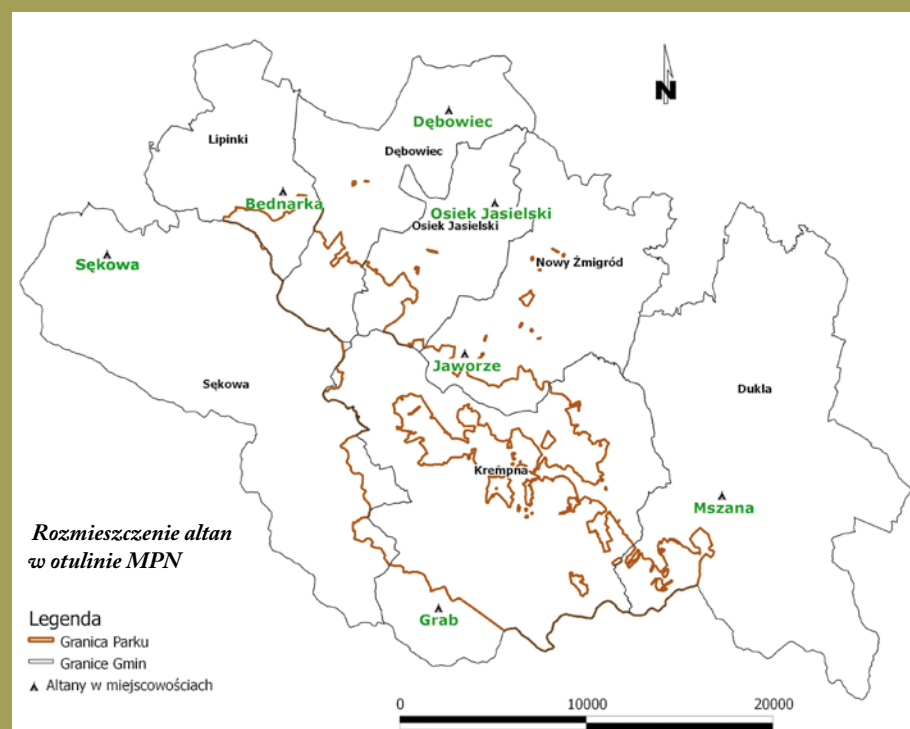 N
Dębowiec
Lipinki
Dębowiec
Bednarka
Osiek Jasielski
Osiek Jasielski
Sękowa
Nowy Żmigród
Jaworze
Sękowa
Dukla
Krempna
Mszana
Rozmieszczenie altan
w otulinie MPN
Grab
Legenda
Granica Parku
Granice Gmin
Altany w miejscowościach
0 10000 20000